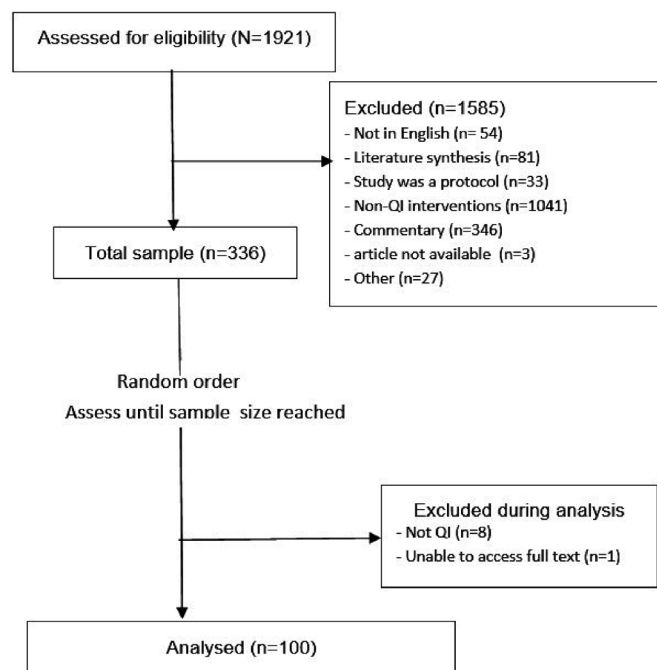 Assessed for eligibility (N=1921)
Excluded (n=1585)
- Not in English (n= 54)
- Literature synthesis (n=81)
- Study was a protocol (n=33)
- Non-QI interventions (n=1041)
- Commentary (n=346)
- article not available (n=3)
- Other (n=27)
Total sample (n=336)
Random order
Assess until sample size reached
Excluded during analysis
- Not QI (n=8)
- Unable to access full text (n=1)
Analysed (n=100)